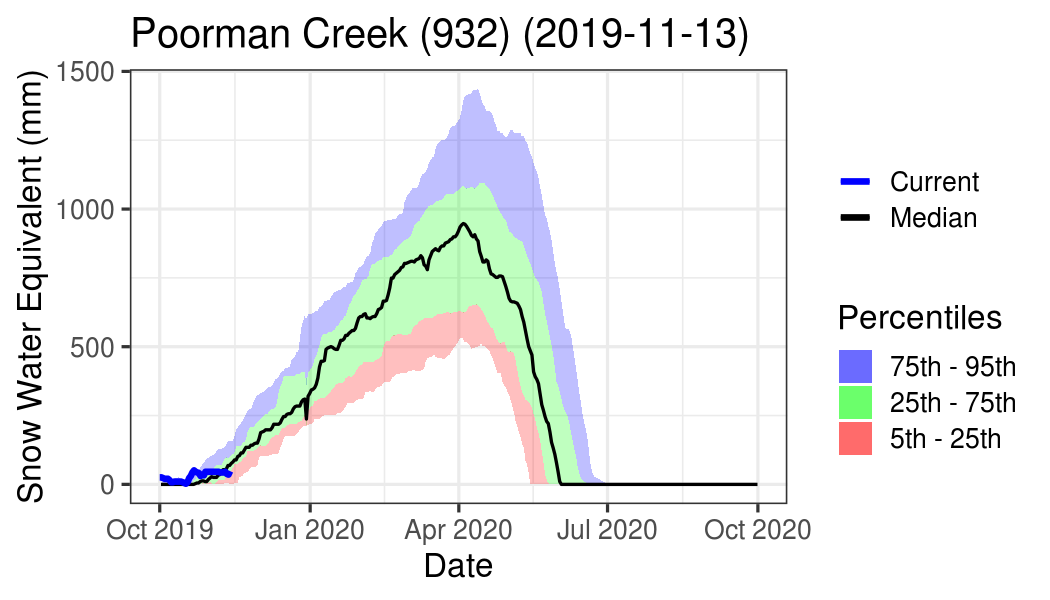 Poorman Creek (932) (2019-11-13)
Snow Water Equivalent (mm)
1500
1000
500
0
Oct 2019
Jan 2020
Apr 2020
Jul 2020
Oct 2020
Date
Current
Median
Percentiles
75th - 95th
25th - 75th
5th - 25th